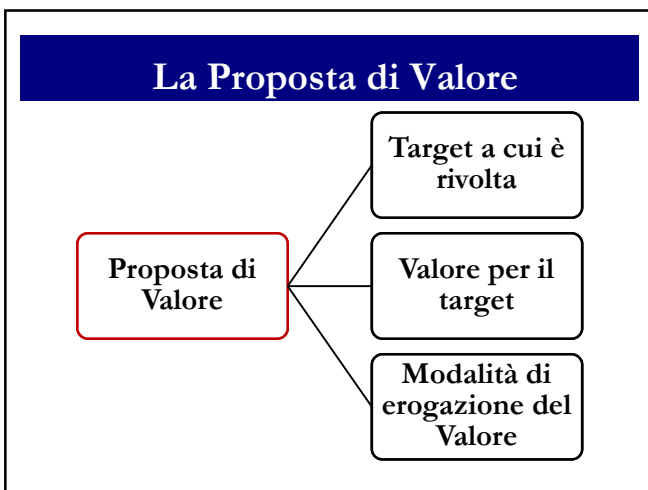 La Proposta di Valore
Target a cui è
rivolta
Proposta di
Valore
Valore per il
target
Modalità di
erogazione del
Valore